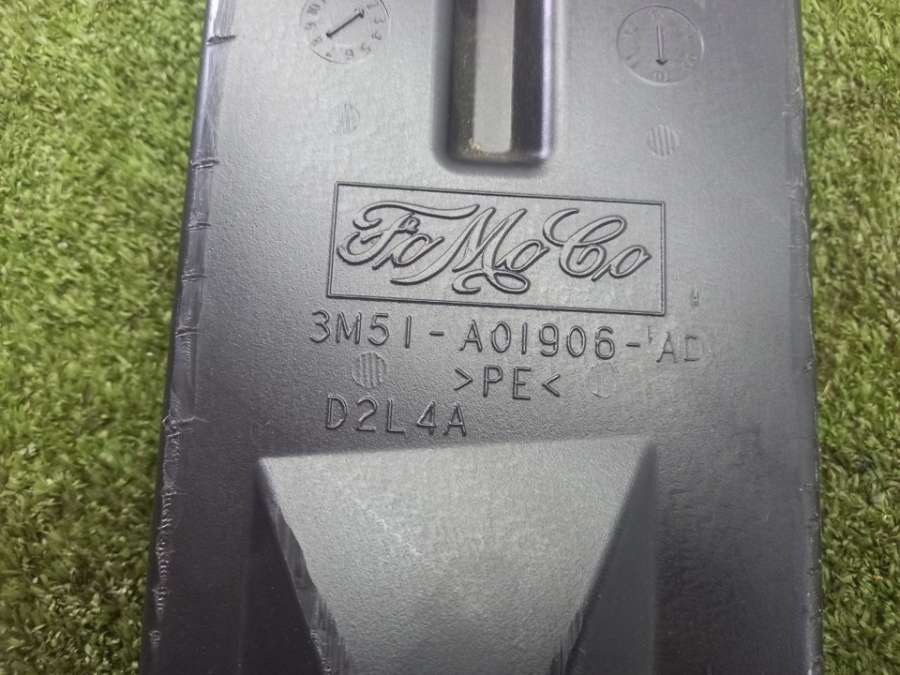 FoMoCo
3M51-A01906-AD
>PE<
D2L4A